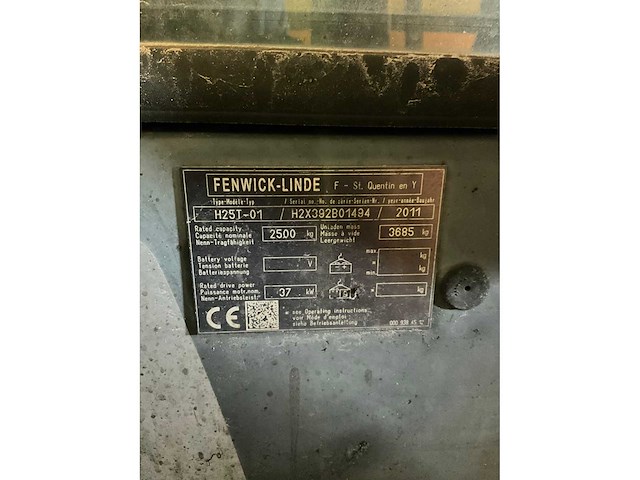 FENWICK-LINDE F - St. Quentin en Y
Type-Modèle-Typ / Serial no.-No. de série-Serien-Nr. / year-année-Baujahr
H25T-01 / H2X392B01494 / 2011
Rated capacity
Capacité nominale
Nenn-Tragfähigkeit
2500 kg
Unladen mass
Masse à vide
Leergewicht
3685 kg
Battery voltage
Tension batterie
Batteriespannung
V
max. kg
*
min. kg
Rated drive power
Puissance motr.nom.
Nenn-Antriebsleist.
37 kW
kg
CE
* see Operating instructions
voir Mode d'emploi
siehe Betriebsanleitung